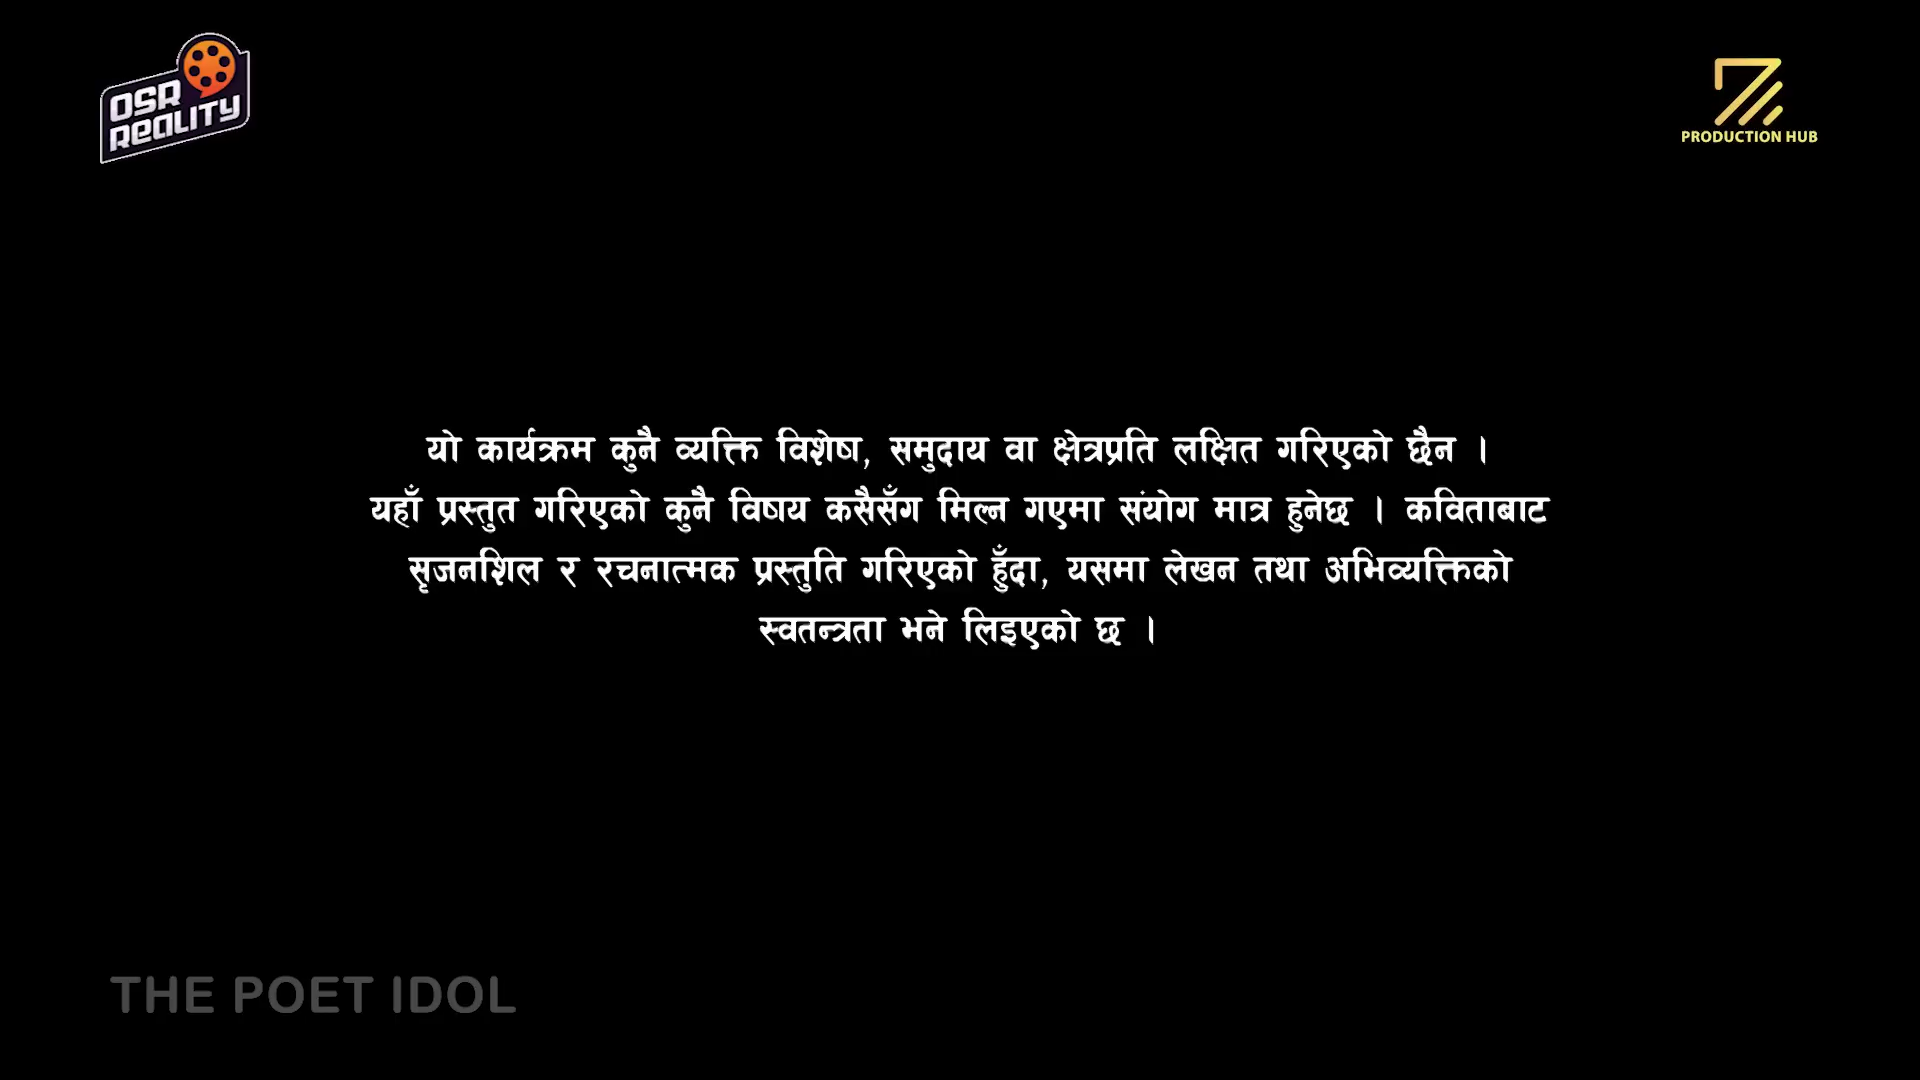 OSR
REALITY
PRODUCTION HUB
यो कार्यक्रम कुनै व्यक्ति विशेष, समुदाय वा क्षेत्रप्रति लक्षित गरिएको छैन ।
यहाँ प्रस्तुत गरिएको कुनै विषय कसैसँग मिल्न गएमा संयोग मात्र हुनेछ । कविताबाट
सृजनशिल र रचनात्मक प्रस्तुति गरिएको हुँदा, यसमा लेखन तथा अभिव्यक्तिको
स्वतन्त्रता भने लिइएको छ ।
THE POET IDOL